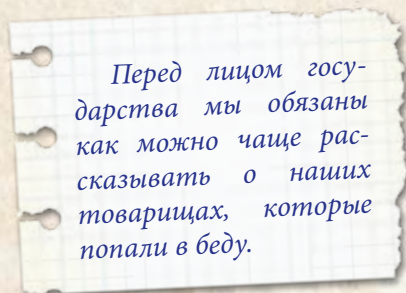 Перед лицом госу-
дарства мы обязаны
как можно чаще рас-
сказывать о наших
товарищах, которые
попали в беду.